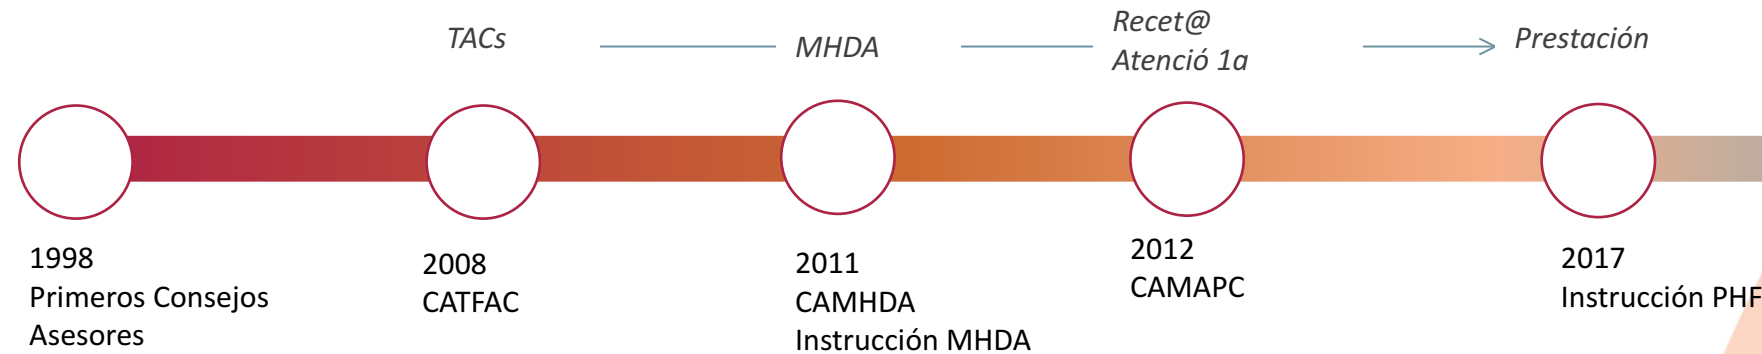 TACs
MHDA
Recet@
Atenció 1a
Prestación
1998
Primeros Consejos
Asesores
2008
CATFAC
2011
CAMHDA
Instrucción MHDA
2012
CAMAPC
2017
Instrucción PHF